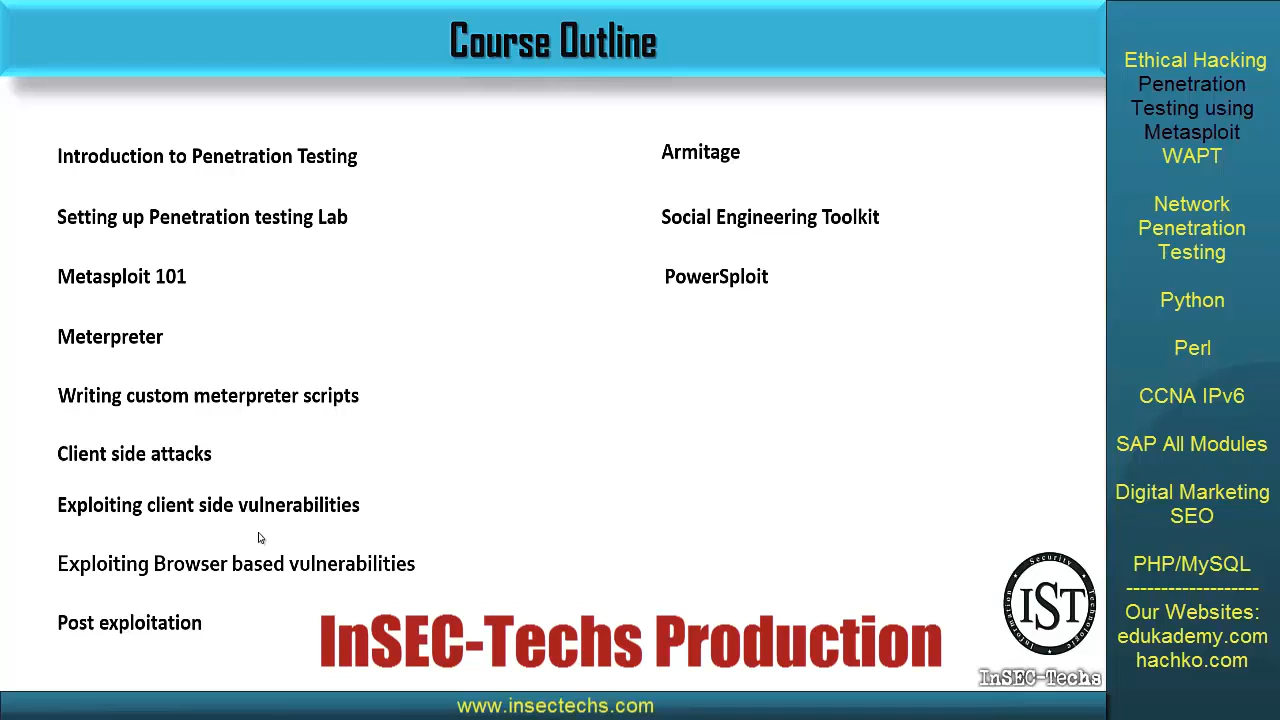 Course Outline
Introduction to Penetration Testing
Setting up Penetration testing Lab
Metasploit 101
Meterpreter
Writing custom meterpreter scripts
Client side attacks
Exploiting client side vulnerabilities
Exploiting Browser based vulnerabilities
Post exploitation
Armitage
Social Engineering Toolkit
PowerSploit
InSEC-Techs Production
Security
Information
IST
Technologic
InSEC-Techs
www.insectechs.com
Ethical Hacking
Penetration
Testing using
Metasploit
WAPT
Network
Penetration
Testing
Python
Perl
CCNA IPv6
SAP All Modules
Digital Marketing
SEO
PHP/MySQL
-------------------
Our Websites:
edukademy.com
hachko.com